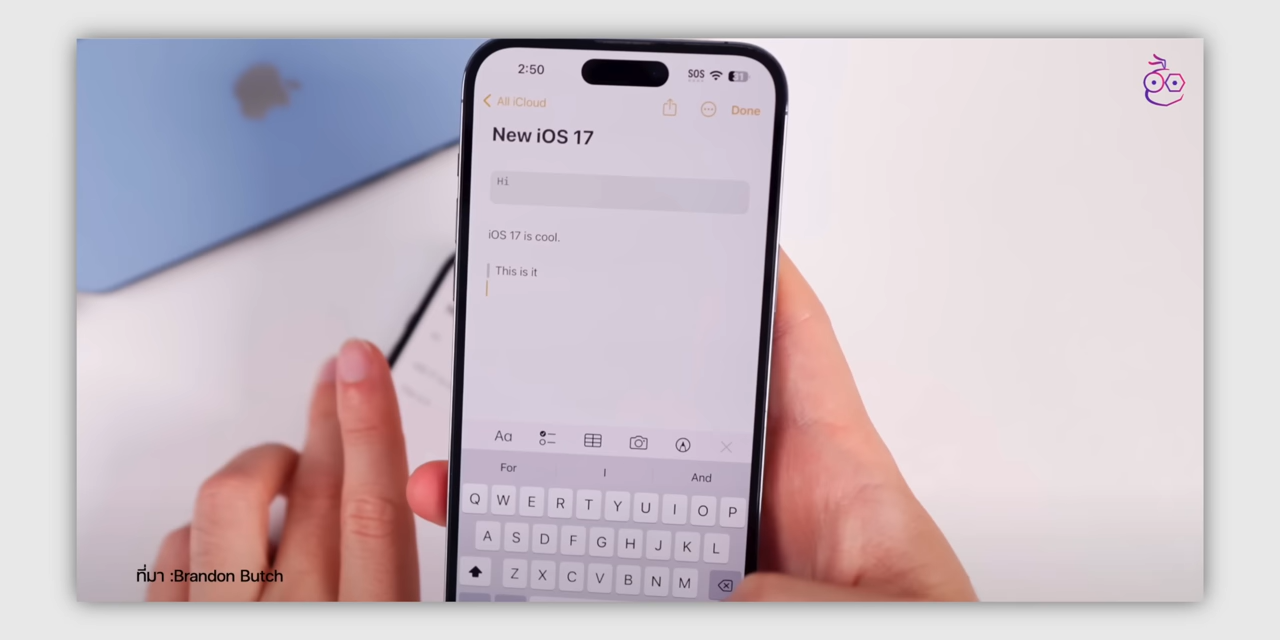 2:50
SOS
31
All iCloud
Done
New iOS 17
Hi
iOS 17 is cool.
This is it
Aa
For I And
Q W E R T Y U I O P
A S D F G H J K L
Z X C V B N M
ที่มา :Brandon Butch